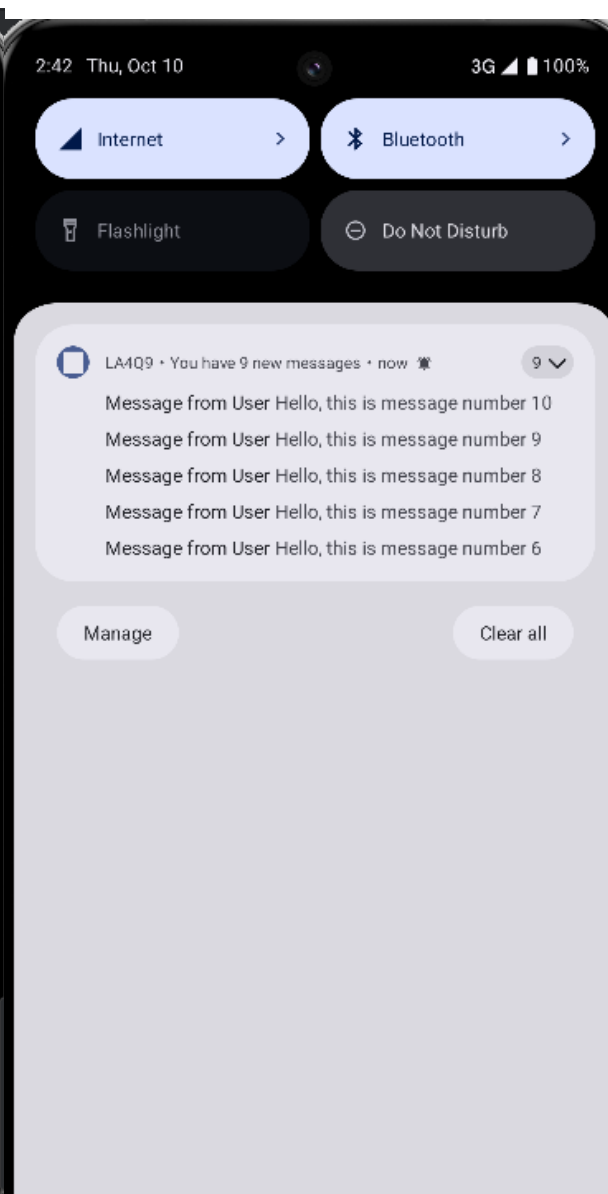 2:42 Thu, Oct 10 3G 100%
Internet Bluetooth
Flashlight Do Not Disturb
LA4Q9 • You have 9 new messages • now 9
Message from User Hello, this is message number 10
Message from User Hello, this is message number 9
Message from User Hello, this is message number 8
Message from User Hello, this is message number 7
Message from User Hello, this is message number 6
Manage Clear all